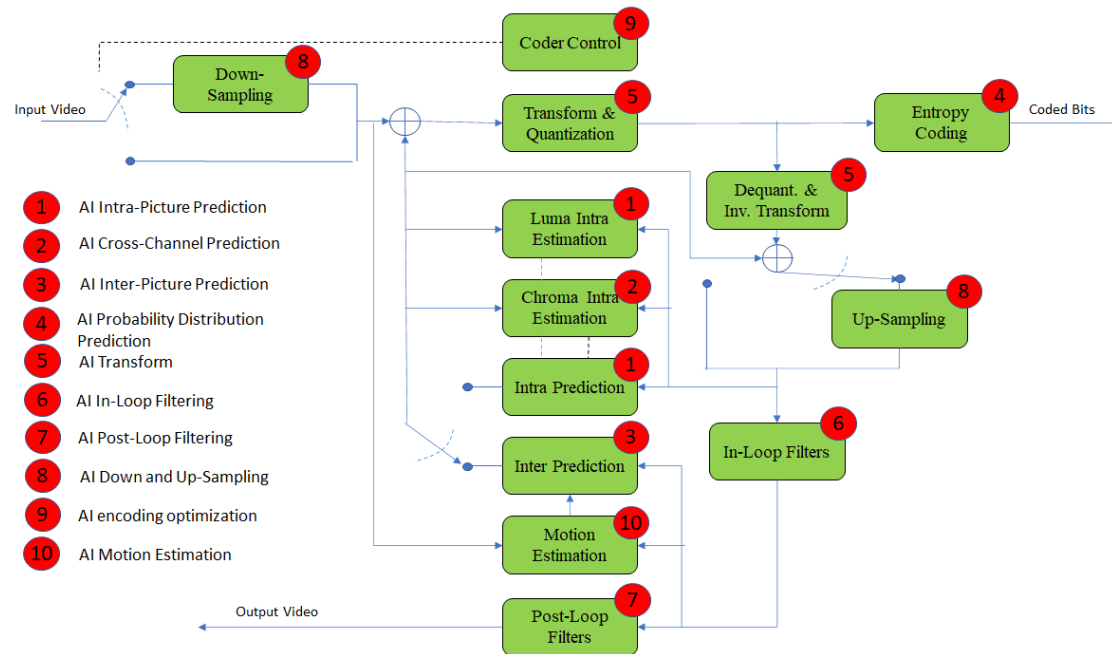 9
Coder Control
8
Down-
Sampling
Input Video
5
Transform &
Quantization
4
Entropy
Coding
Coded Bits
5
Dequant. &
Inv. Transform
1
Luma Intra
Estimation
2
Chroma Intra
Estimation
8
Up-Sampling
1
Intra Prediction
6
In-Loop Filters
3
Inter Prediction
10
Motion
Estimation
7
Post-Loop
Filters
Output Video
1 AI Intra-Picture Prediction
2 AI Cross-Channel Prediction
3 AI Inter-Picture Prediction
4 AI Probability Distribution
Prediction
5 AI Transform
6 AI In-Loop Filtering
7 AI Post-Loop Filtering
8 AI Down and Up-Sampling
9 AI encoding optimization
10 AI Motion Estimation